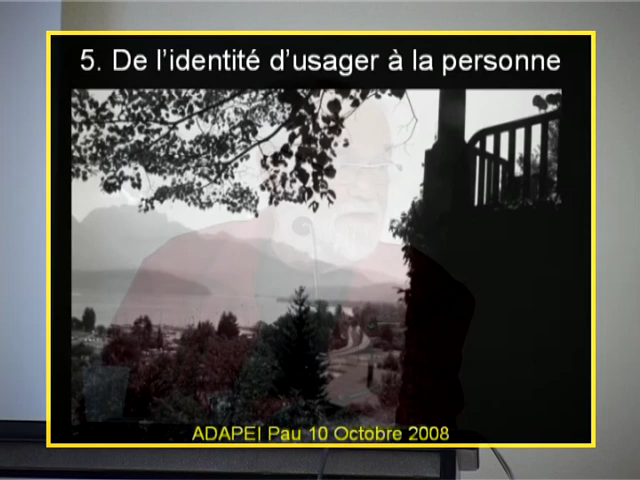 5. De l'identité d'usager à la personne
ADAPEI Pau 10 Octobre 2008